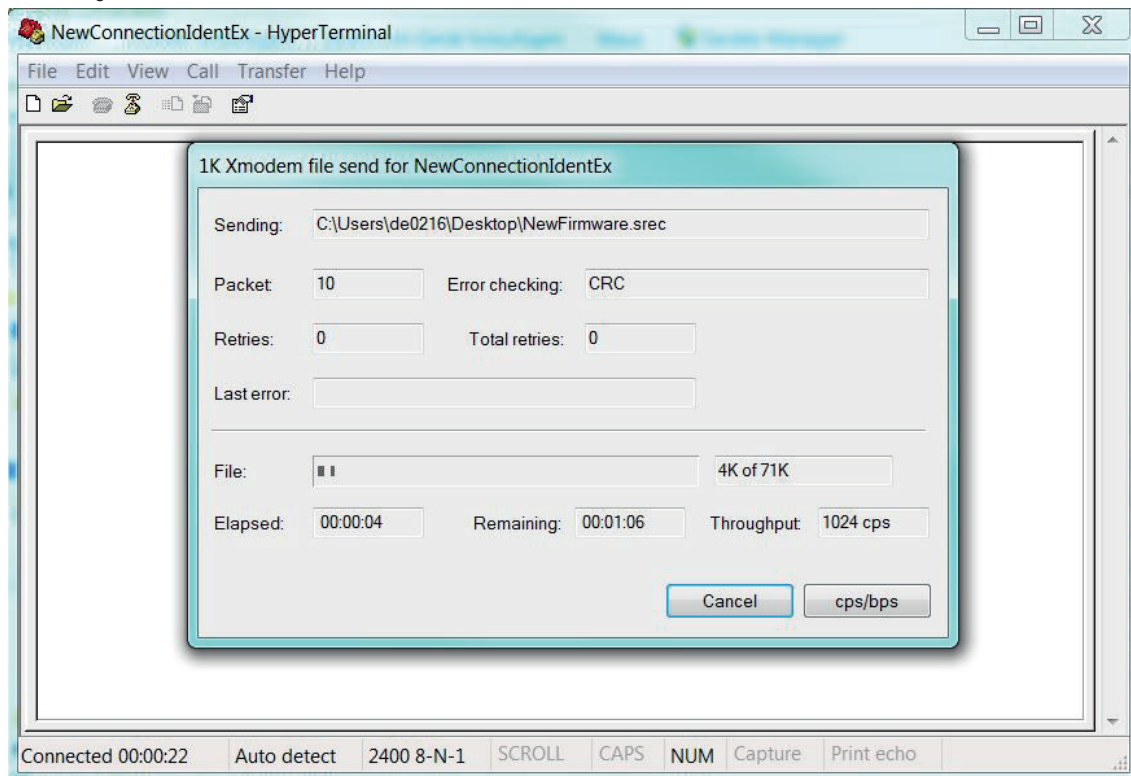 NewConnectionIdentEx - HyperTerminal
File Edit View Call Transfer Help
1K Xmodem file send for NewConnectionIdentEx
Sending: C:\Users\de0216\Desktop\NewFirmware.srec
Packet: 10 Error checking: CRC
Retries: 0 Total retries: 0
Last error:
File: 4K of 71K
Elapsed: 00:00:04 Remaining: 00:01:06 Throughput: 1024 cps
Cancel cps/bps
Connected 00:00:22 Auto detect 2400 8-N-1 SCROLL CAPS NUM Capture Print echo